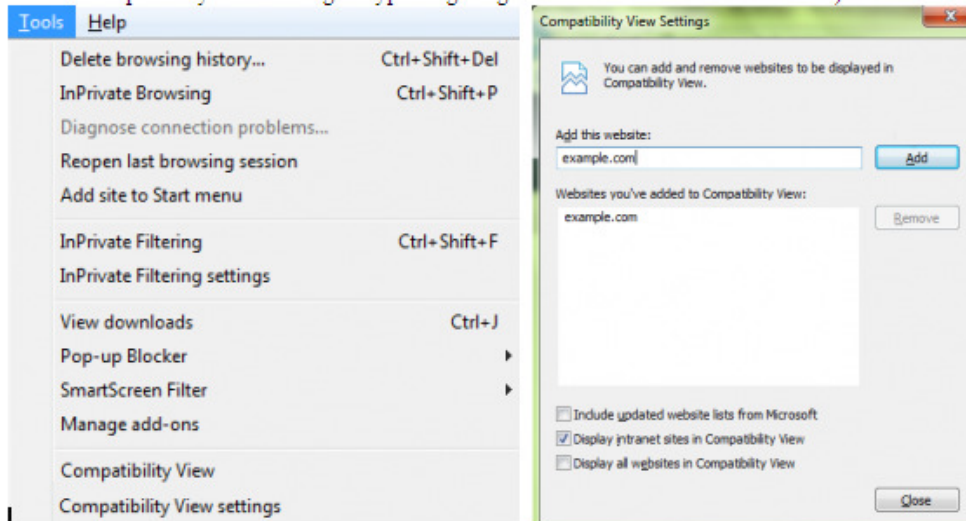 Tools Help
Delete browsing history... Ctrl+Shift+Del
InPrivate Browsing Ctrl+Shift+P
Diagnose connection problems...
Reopen last browsing session
Add site to Start menu
InPrivate Filtering Ctrl+Shift+F
InPrivate Filtering settings
View downloads Ctrl+J
Pop-up Blocker
SmartScreen Filter
Manage add-ons
Compatibility View
Compatibility View settings
Compatibility View Settings
You can add and remove websites to be displayed in
Compatibility View.
Add this website:
example.com Add
Websites you've added to Compatibility View:
example.com Remove
Include updated website lists from Microsoft
Display intranet sites in Compatibility View
Display all websites in Compatibility View
Close